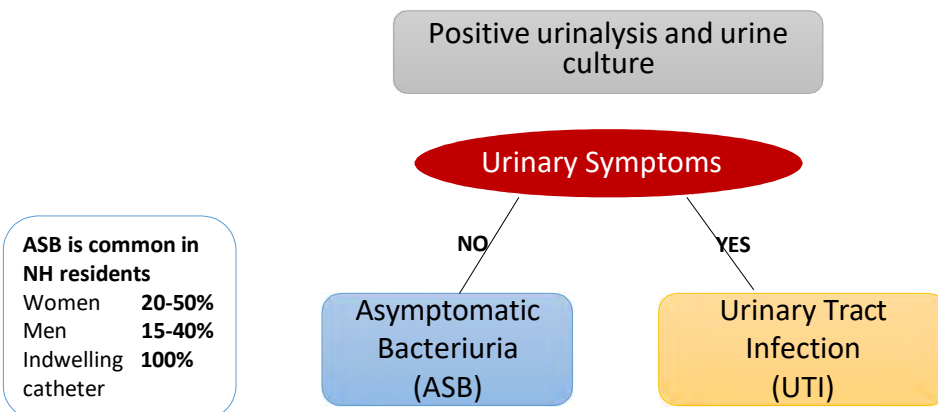 Positive urinalysis and urine
culture
Urinary Symptoms
NO
YES
ASB is common in
NH residents
Women 20-50%
Men 15-40%
Indwelling 100%
catheter
Asymptomatic
Bacteriuria
(ASB)
Urinary Tract
Infection
(UTI)